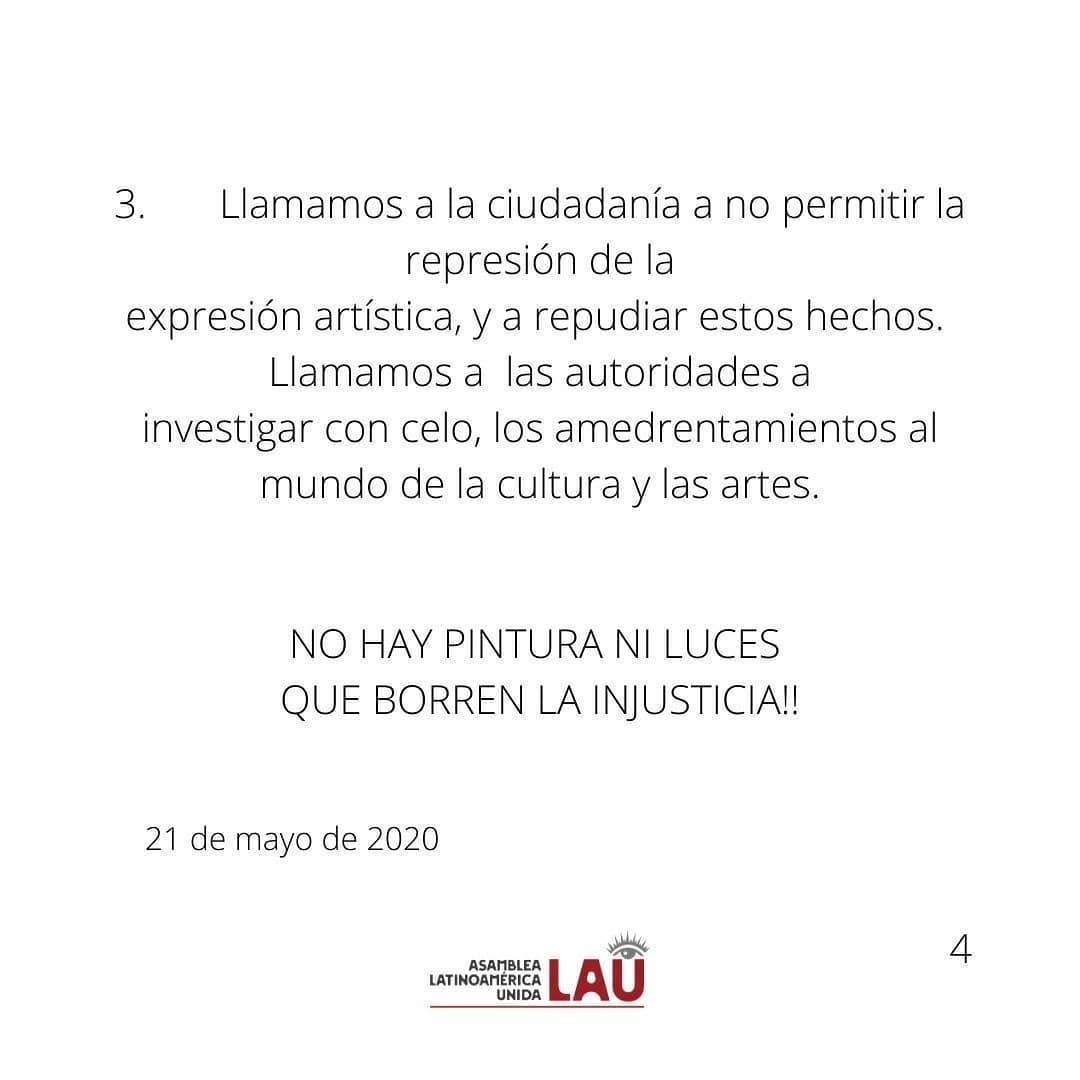 3. Llamamos a la ciudadanía a no permitir la
represión de la
expresión artística, y a repudiar estos hechos.
Llamamos a las autoridades a
investigar con celo, los amedrentamientos al
mundo de la cultura y las artes.
NO HAY PINTURA NI LUCES
QUE BORREN LA INJUSTICIA!!
21 de mayo de 2020
4
ASAMBLEA
LATINOAMÉRICA
UNIDA
LAU